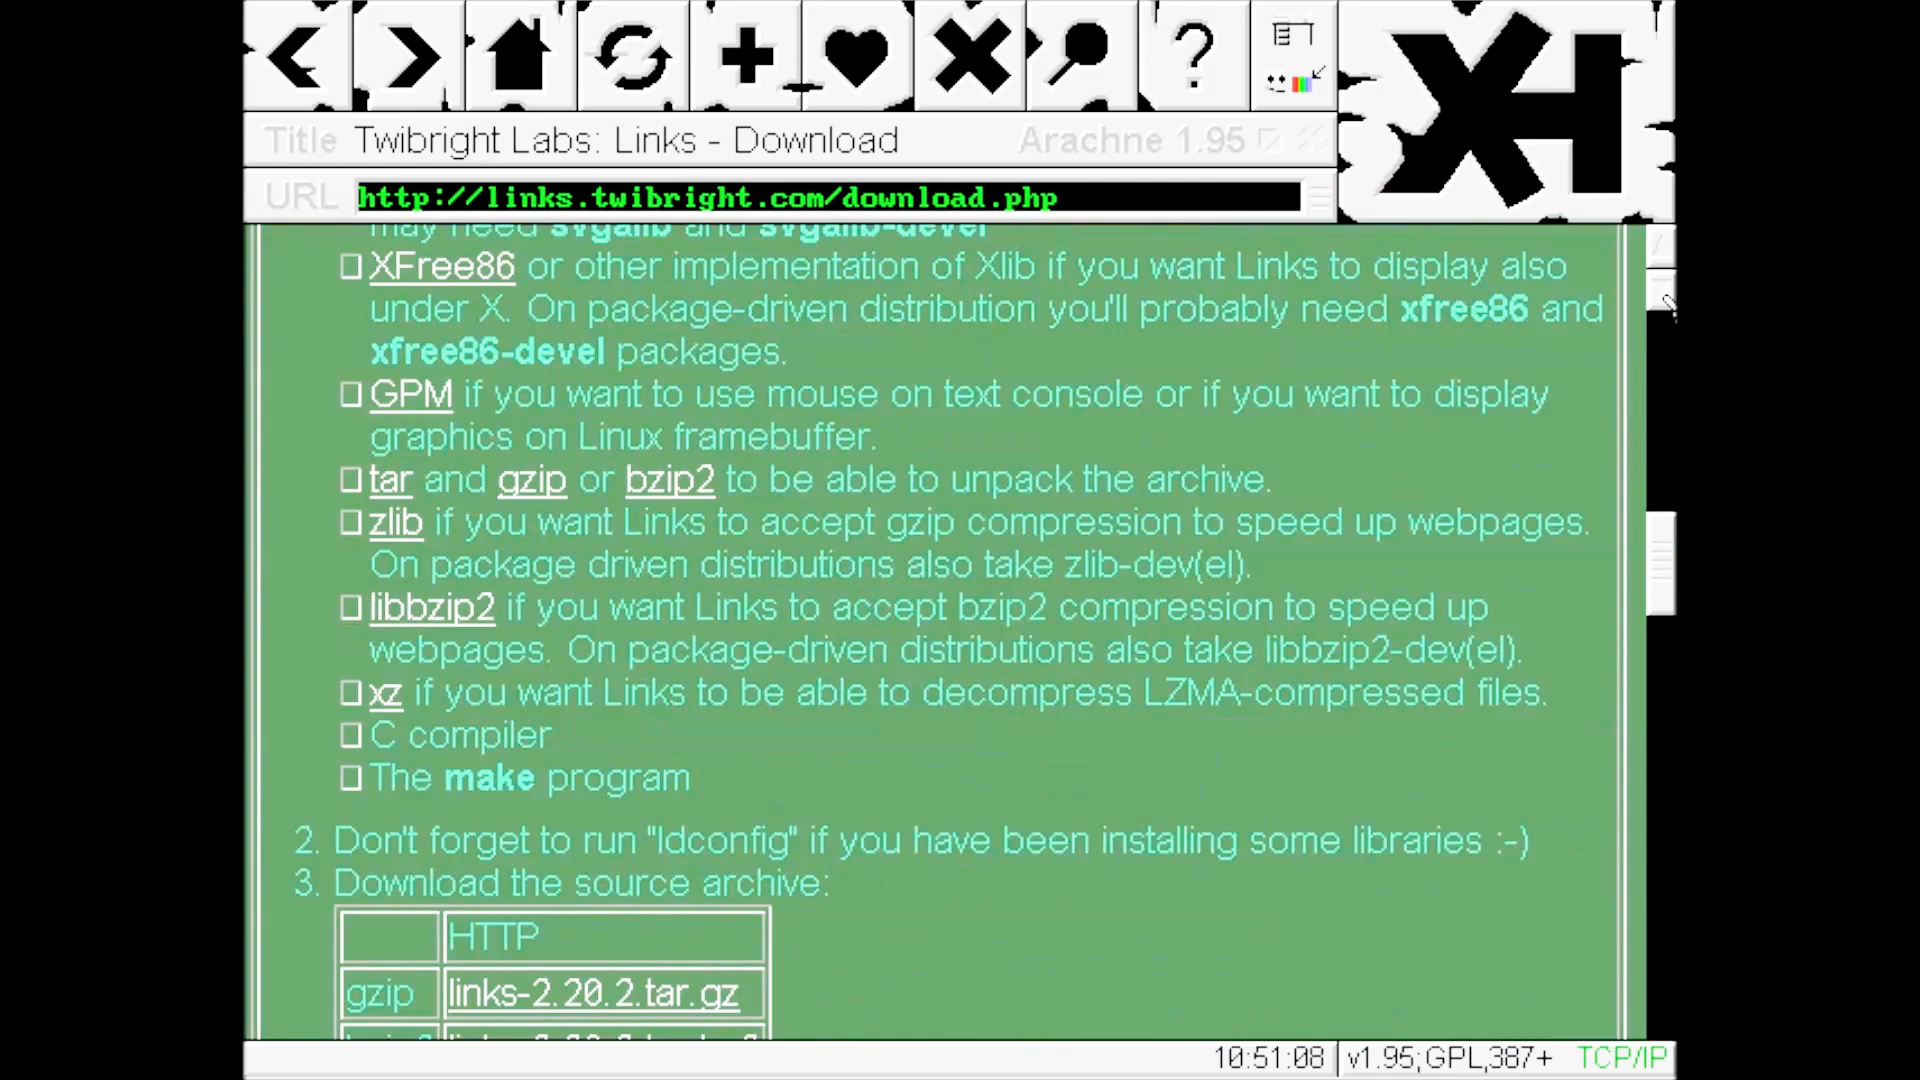 Title Twibright Labs: Links - Download Arachne 1.95
URL http://links.twibright.com/download.php
may need svgalib and svgalib-devel
XFree86 or other implementation of Xlib if you want Links to display also
under X. On package-driven distribution you'll probably need xfree86 and
xfree86-devel packages.
GPM if you want to use mouse on text console or if you want to display
graphics on Linux framebuffer.
tar and gzip or bzip2 to be able to unpack the archive.
zlib if you want Links to accept gzip compression to speed up webpages.
On package driven distributions also take zlib-dev(el).
libbzip2 if you want Links to accept bzip2 compression to speed up
webpages. On package-driven distributions also take libbzip2-dev(el).
xz if you want Links to be able to decompress LZMA-compressed files.
C compiler
The make program
2. Don't forget to run "ldconfig" if you have been installing some libraries :-)
3. Download the source archive:
HTTP
gzip links-2.20.2.tar.gz
10:51:08 v1.95;GPL,387+ TCP/IP